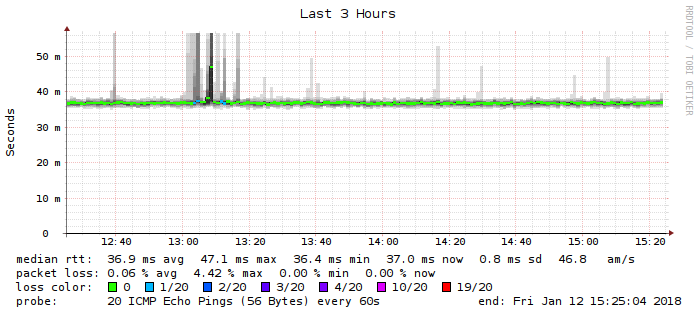 Last 3 Hours
RRDTOOL / TOBI OETIKER
Seconds
50 m
40 m
30 m
20 m
10 m
0
12:40 13:00 13:20 13:40 14:00 14:20 14:40 15:00 15:20
median rtt: 36.9 ms avg 47.1 ms max 36.4 ms min 37.0 ms now 0.8 ms sd 46.8 am/s
packet loss: 0.06 % avg 4.42 % max 0.00 % min 0.00 % now
loss color: 0 1/20 2/20 3/20 4/20 10/20 19/20
probe: 20 ICMP Echo Pings (56 Bytes) every 60s end: Fri Jan 12 15:25:04 2018